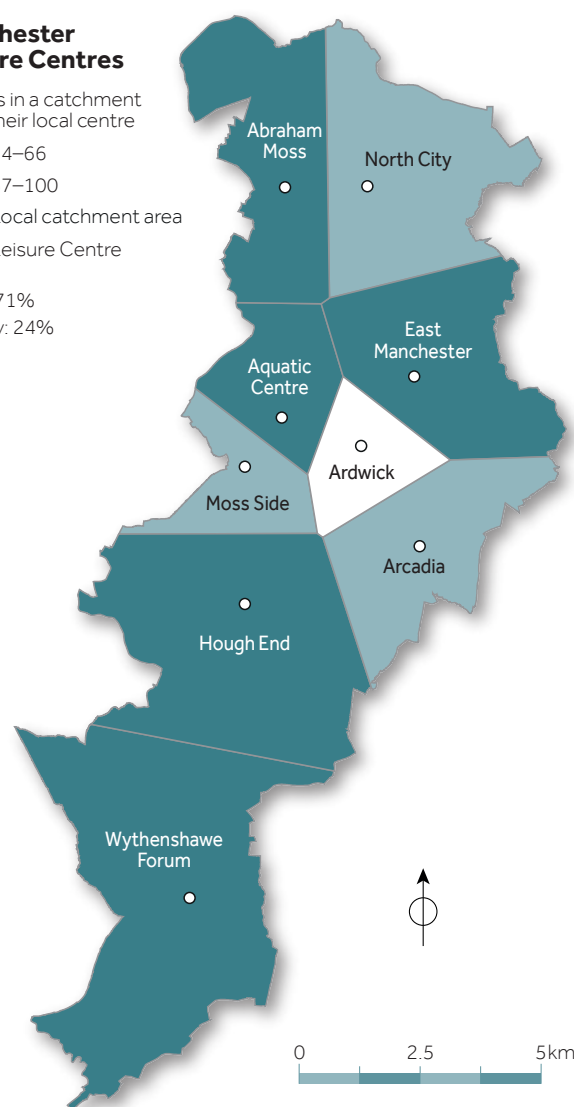 hester
re Centres
s in a catchment
heir local centre
4–66
7–100
ocal catchment area
eisure Centre
71%
y: 24%
Abraham
Moss
North City
East
Manchester
Aquatic
Centre
Ardwick
Moss Side
Arcadia
Hough End
Wythenshawe
Forum
0 2.5 5km